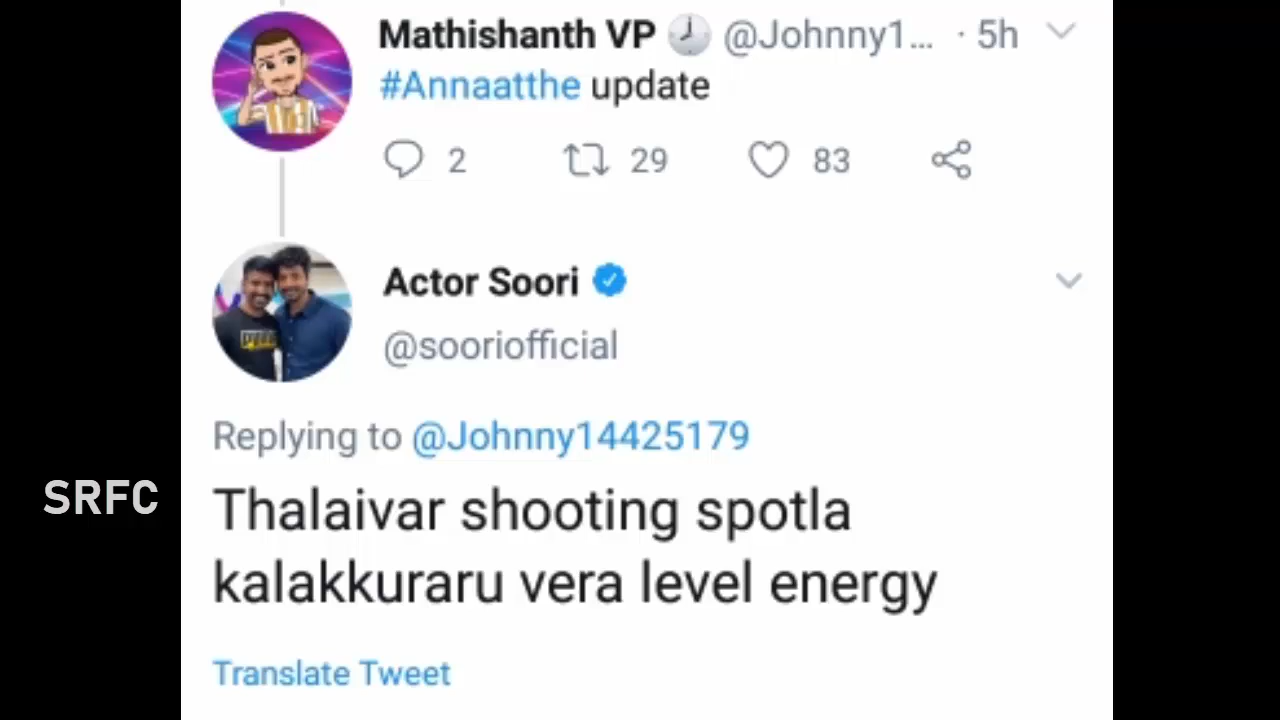 Mathishanth VP 🕗 @Johnny1... · 5h
#Annaatthe update
2 29 83
Actor Soori
@sooriofficial
Replying to @Johnny14425179
SRFC
Thalaivar shooting spotla
kalakkuraru vera level energy
Translate Tweet